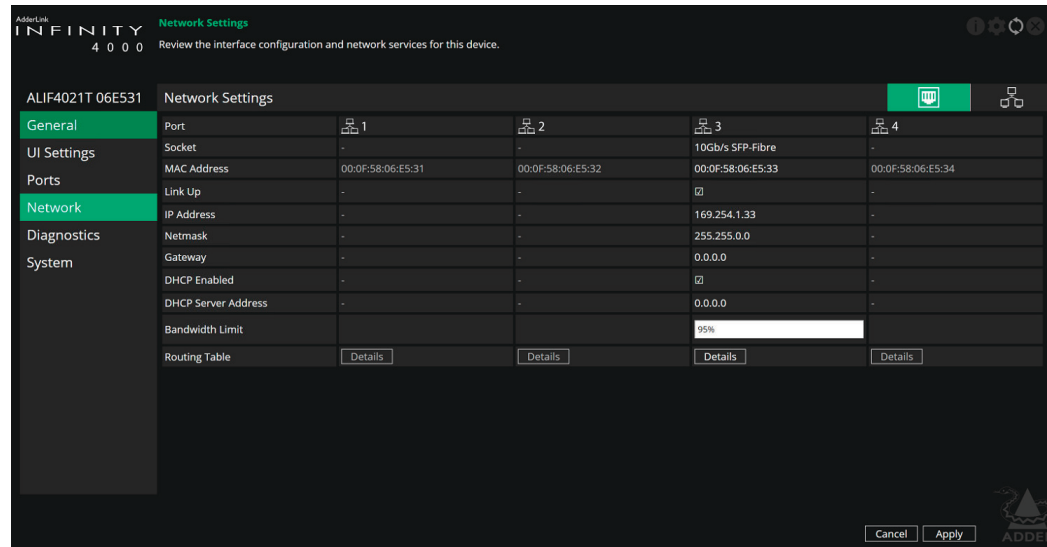 AdderLink
INFINITY
4000
Network Settings
Review the interface configuration and network services for this device.
ALIF4021T 06E531
Network Settings
General
UI Settings
Ports
Network
Diagnostics
System
Port 1 2 3 4
Socket - - 10Gb/s SFP-Fibre -
MAC Address 00:0F:58:06:E5:31 00:0F:58:06:E5:32 00:0F:58:06:E5:33 00:0F:58:06:E5:34
Link Up - - ☑ -
IP Address - - 169.254.1.33 -
Netmask - - 255.255.0.0 -
Gateway - - 0.0.0.0 -
DHCP Enabled - - ☑ -
DHCP Server Address - - 0.0.0.0 -
Bandwidth Limit 95%
Routing Table Details Details Details Details
Cancel Apply
ADDE